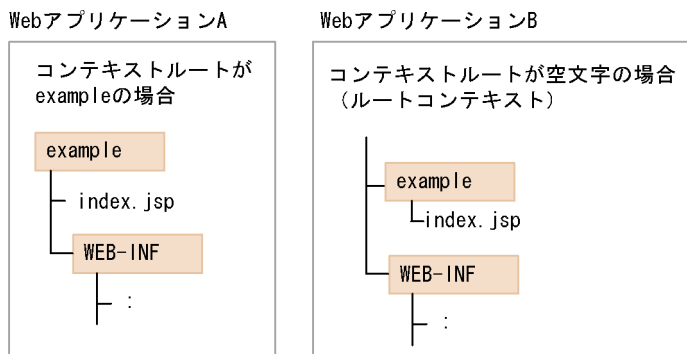 WebアプリケーションA
コンテキストルートが
exampleの場合
example
index.jsp
WEB-INF
:
WebアプリケーションB
コンテキストルートが空文字の場合
（ルートコンテキスト）
example
index.jsp
WEB-INF
: